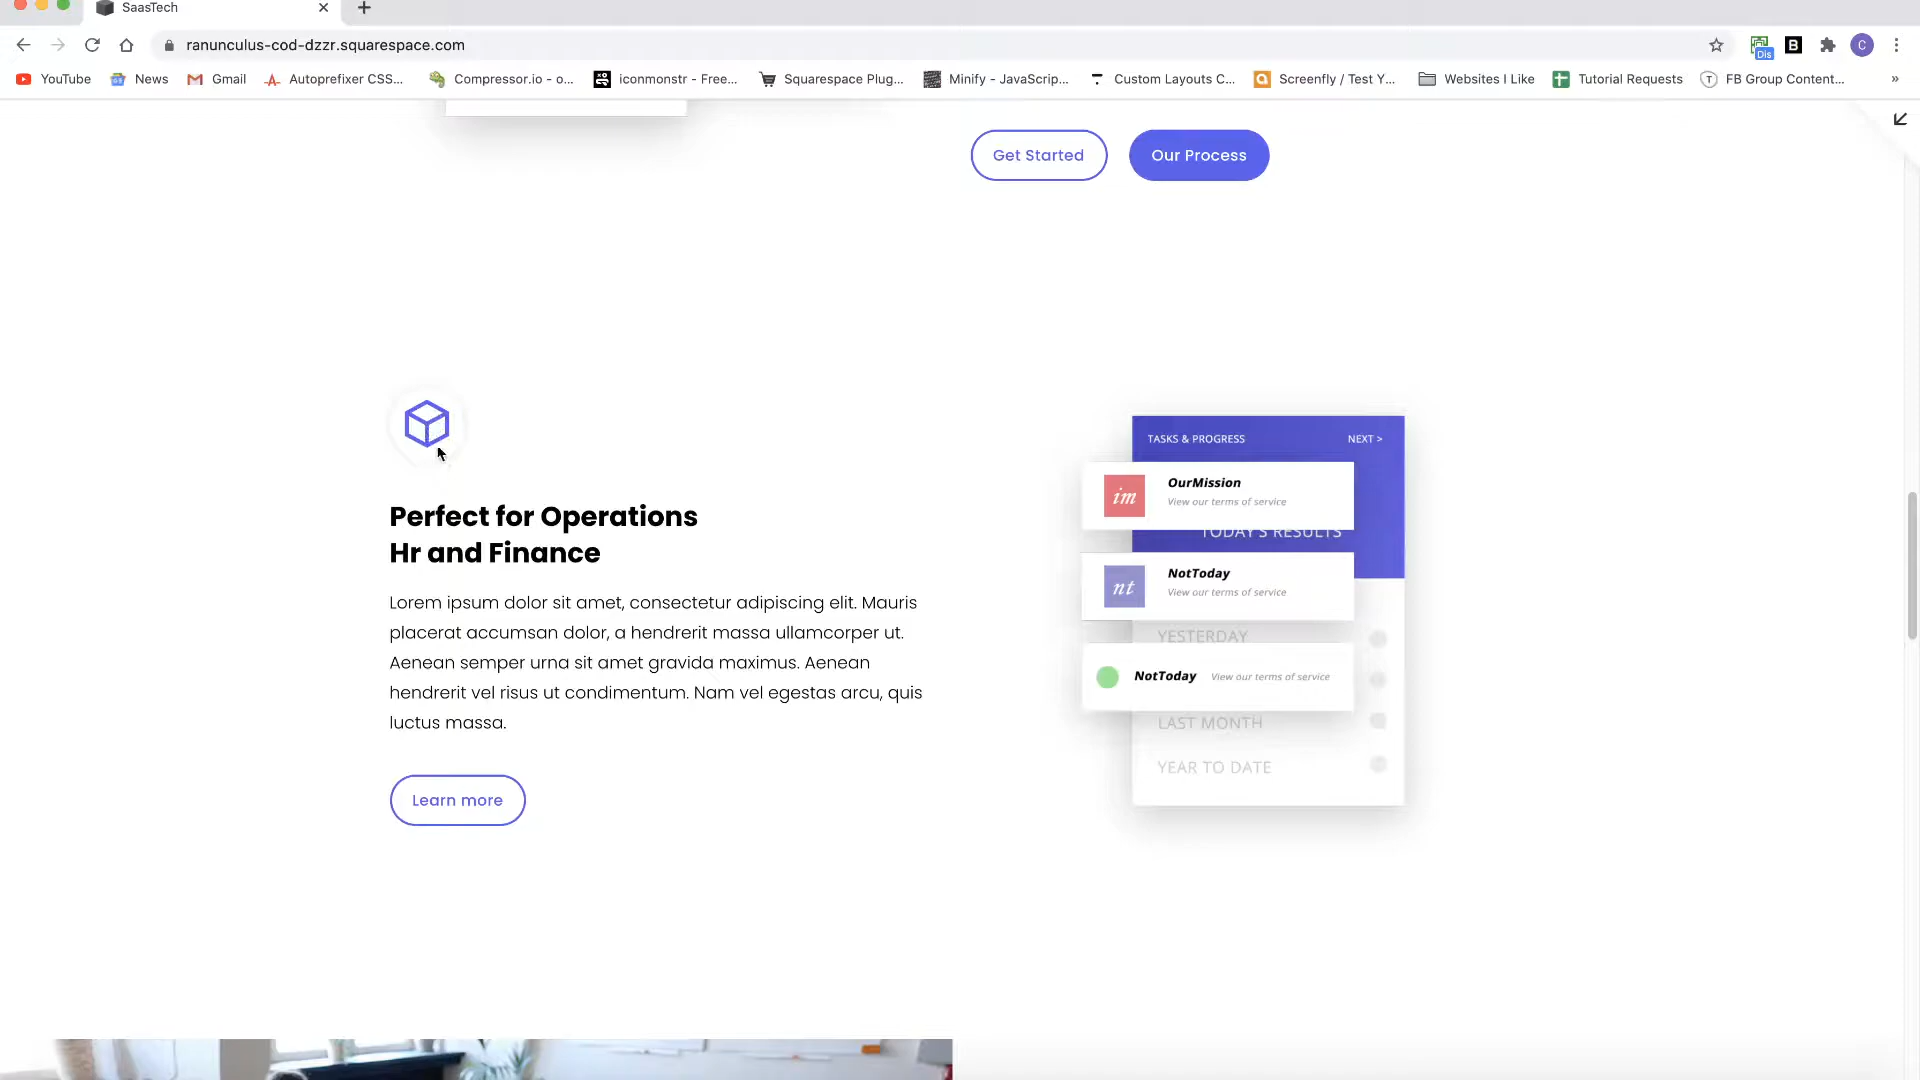 SaasTech
ranunculus-cod-dzzr.squarespace.com
Dis
B
C
YouTube
News
Gmail
Autoprefixer CSS...
Compressor.io - o...
iconmonstr - Free...
Squarespace Plug...
Minify - JavaScrip...
Custom Layouts C...
Screenfly / Test Y...
Websites I Like
Tutorial Requests
FB Group Content...
»
Get Started
Our Process
Perfect for Operations
Hr and Finance
Lorem ipsum dolor sit amet, consectetur adipiscing elit. Mauris
placerat accumsan dolor, a hendrerit massa ullamcorper ut.
Aenean semper urna sit amet gravida maximus. Aenean
hendrerit vel risus ut condimentum. Nam vel egestas arcu, quis
luctus massa.
Learn more
TASKS & PROGRESS
NEXT >
im
OurMission
View our terms of service
TODAY'S RESULTS
nt
NotToday
View our terms of service
YESTERDAY
NotToday
View our terms of service
LAST MONTH
YEAR TO DATE